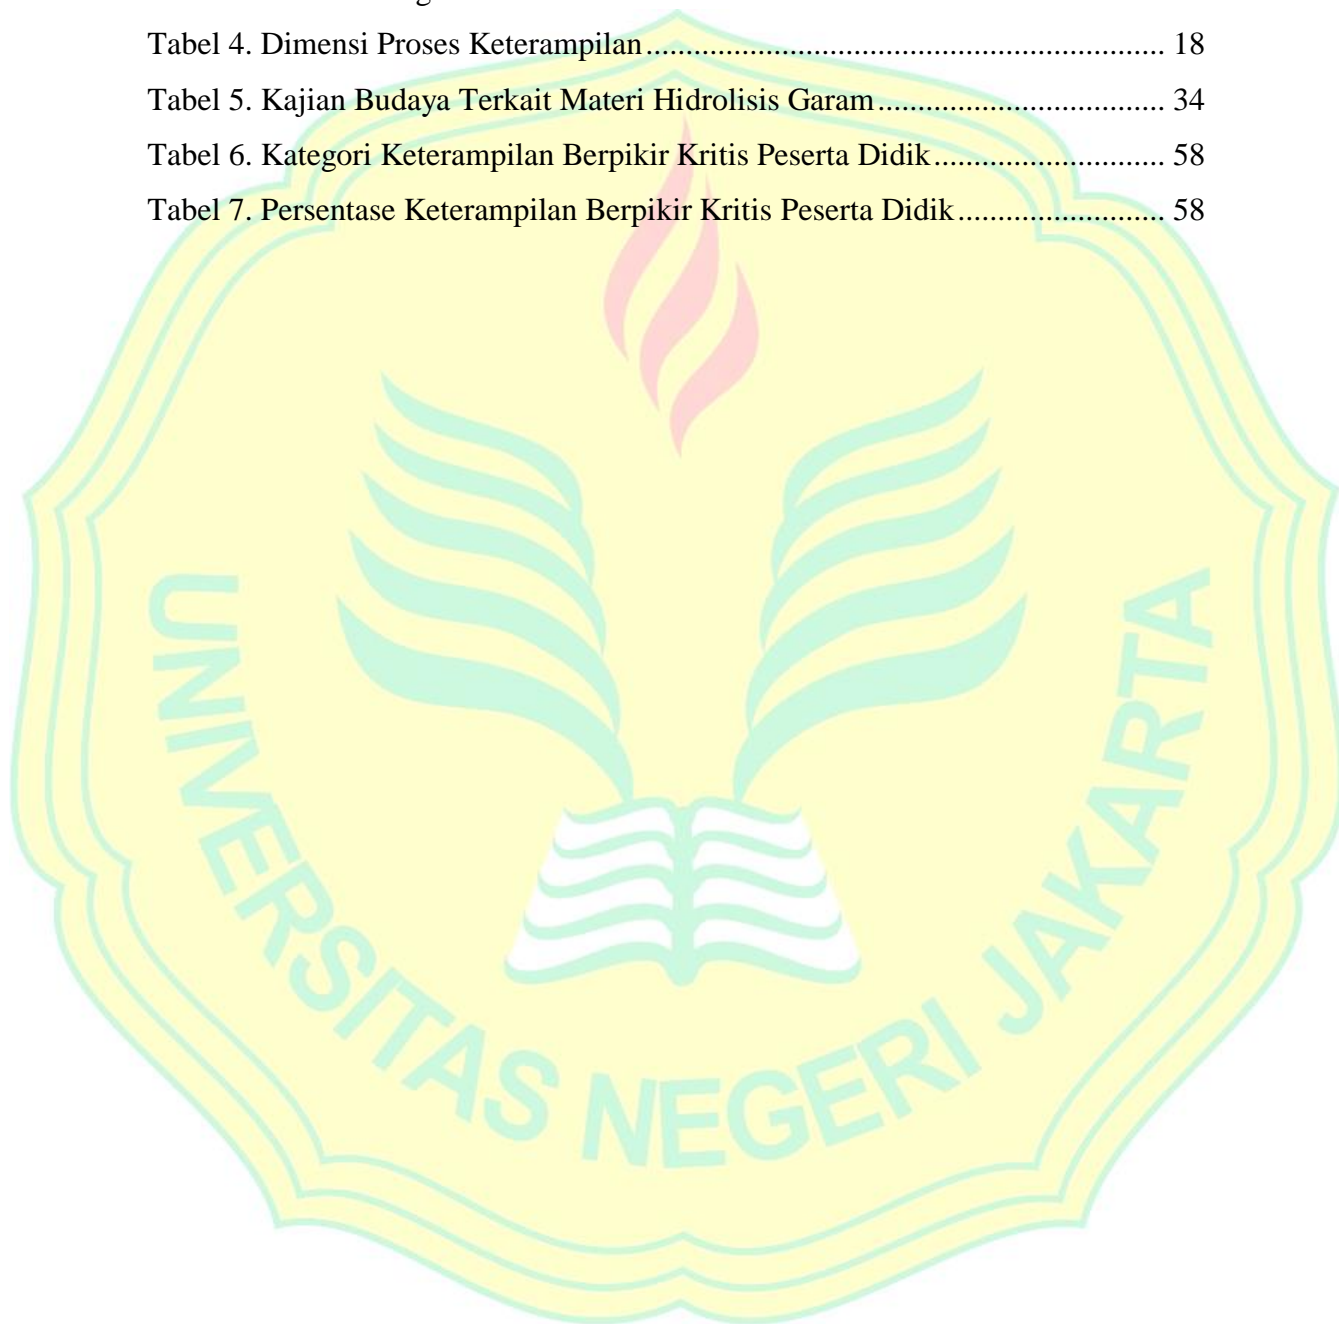 Tabel 4. Dimensi Proses Keterampilan............................................................................ 18
Tabel 5. Kajian Budaya Terkait Materi Hidrolisis Garam............................... 34
Tabel 6. Kategori Keterampilan Berpikir Kritis Peserta Didik......................... 58
Tabel 7. Persentase Keterampilan Berpikir Kritis Peserta Didik...................... 58
UNIVERSITAS NEGERI JAKARTA